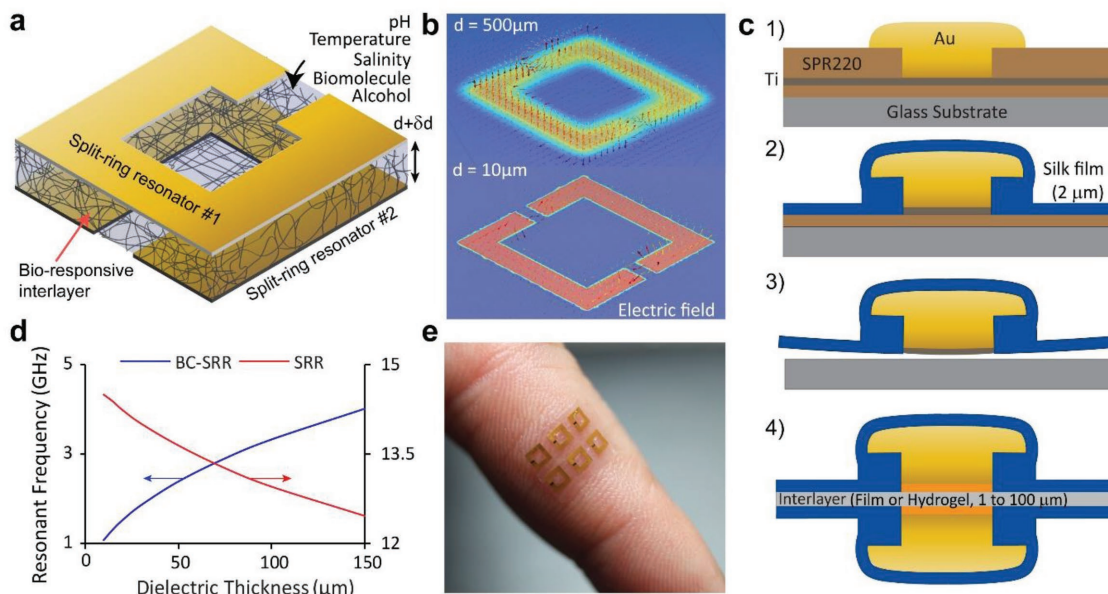 a
pH
Temperature
Salinity
Biomolecule
Alcohol
d+δd
Split-ring resonator #1
Split-ring resonator #2
Bio-responsive
interlayer
b
d = 500μm
d = 10μm
Electric field
c
1)
Au
SPR220
Ti
Glass Substrate
2)
Silk film
(2 μm)
3)
4)
Interlayer (Film or Hydrogel, 1 to 100 μm)
d
BC-SRR
SRR
Resonant Frequency (GHz)
5
3
1
15
13.5
12
0
50
100
150
Dielectric Thickness (μm)
e